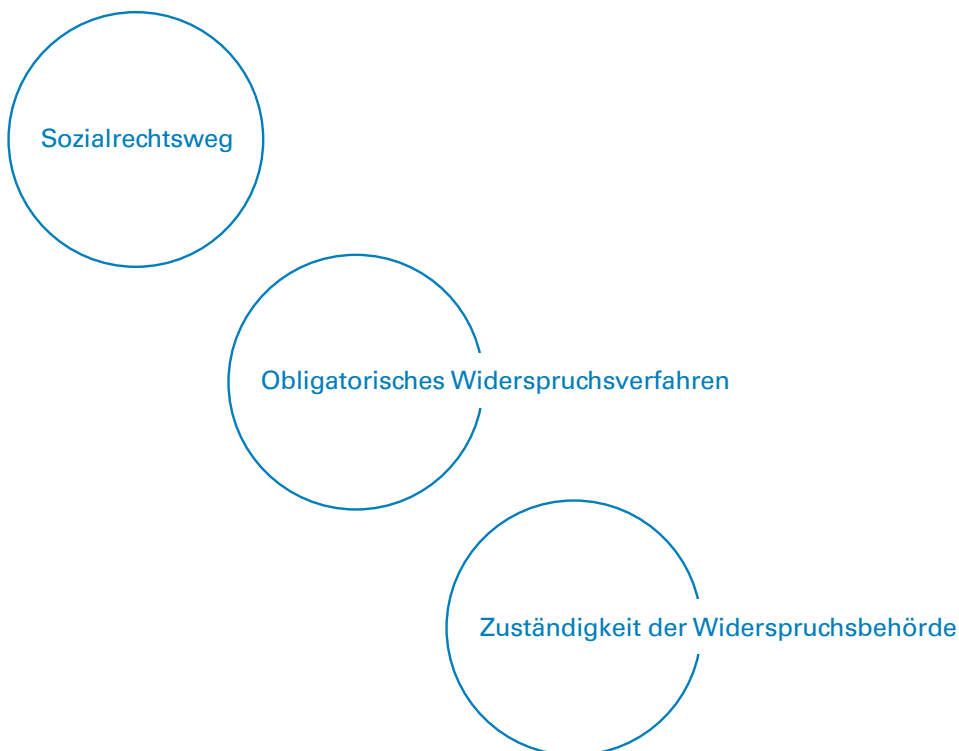 Sozialrechtsweg
Obligatorisches Widerspruchsverfahren
Zuständigkeit der Widerspruchsbehörde